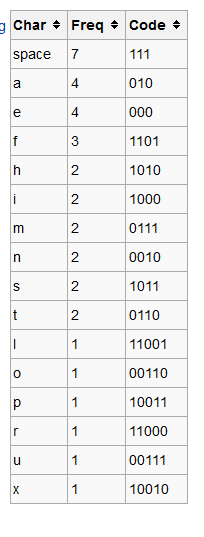 g
Char Freq Code
space 7 111
a 4 010
e 4 000
f 3 1101
h 2 1010
i 2 1000
m 2 0111
n 2 0010
s 2 1011
t 2 0110
l 1 11001
o 1 00110
p 1 10011
r 1 11000
u 1 00111
x 1 10010